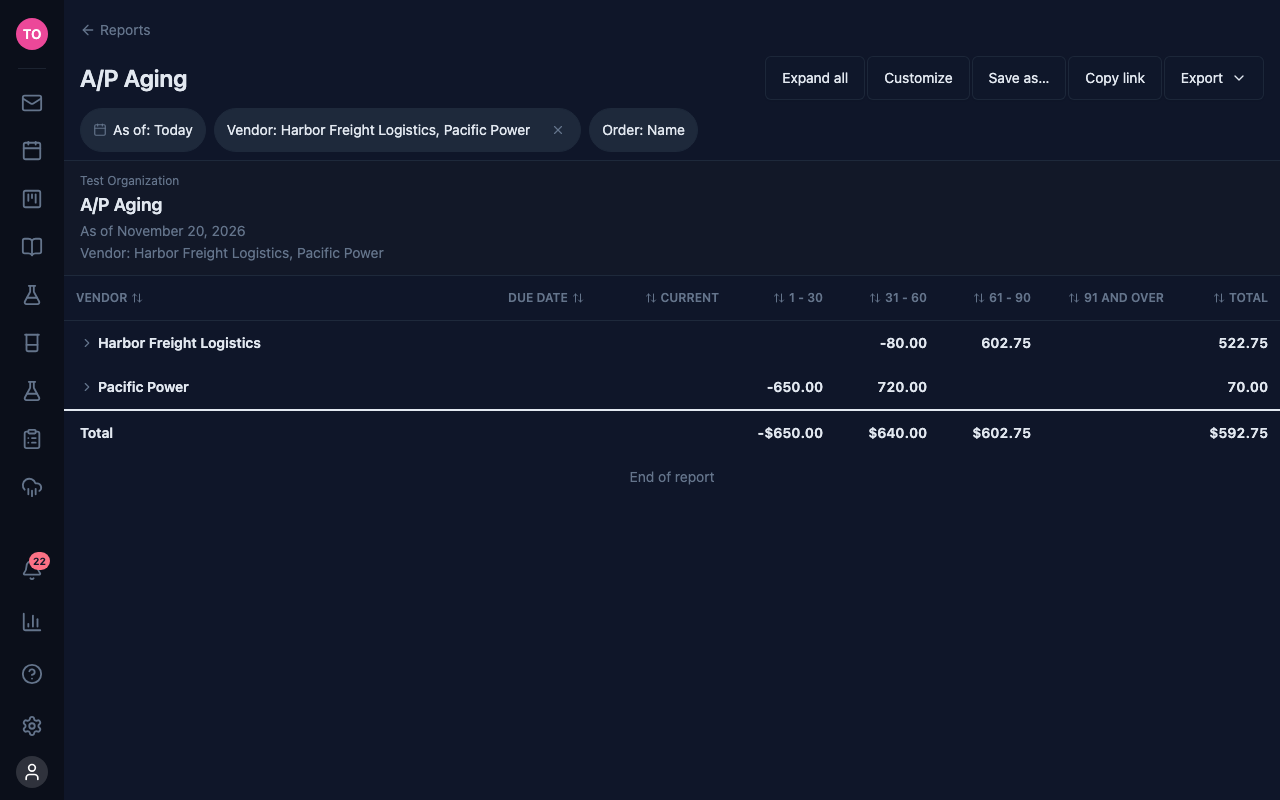 TO
Reports
A/P Aging
Expand all
Customize
Save as...
Copy link
Export
As of: Today
Vendor: Harbor Freight Logistics, Pacific Power
Order: Name
Test Organization
A/P Aging
As of November 20, 2026
Vendor: Harbor Freight Logistics, Pacific Power
VENDOR DUE DATE CURRENT 1 - 30 31 - 60 61 - 90 91 AND OVER TOTAL
Harbor Freight Logistics -80.00 602.75 522.75
Pacific Power -650.00 720.00 70.00
Total -$650.00 $640.00 $602.75 $592.75
End of report
22